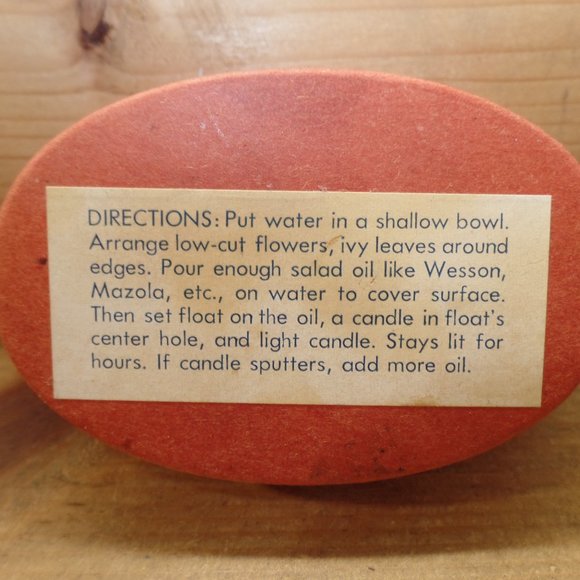 DIRECTIONS: Put water in a shallow bowl.
Arrange low-cut flowers, ivy leaves around
edges. Pour enough salad oil like Wesson,
Mazola, etc., on water to cover surface.
Then set float on the oil, a candle in float's
center hole, and light candle. Stays lit for
hours. If candle sputters, add more oil.